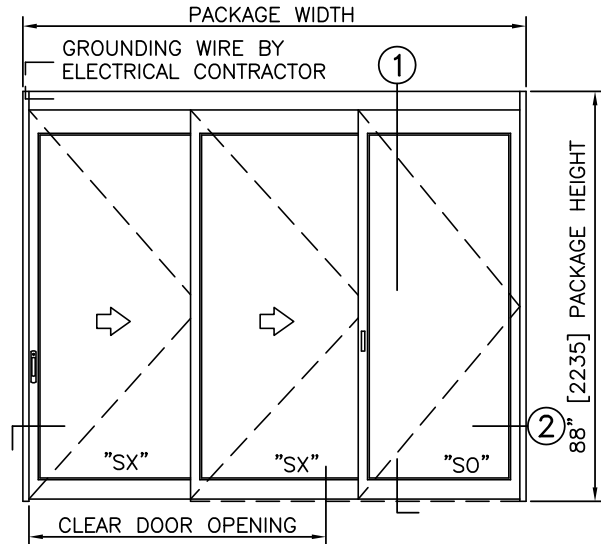 PACKAGE WIDTH
GROUNDING WIRE BY
ELECTRICAL CONTRACTOR
1
88" [2235] PACKAGE HEIGHT
2
"SX"
"SX"
"SO"
CLEAR DOOR OPENING